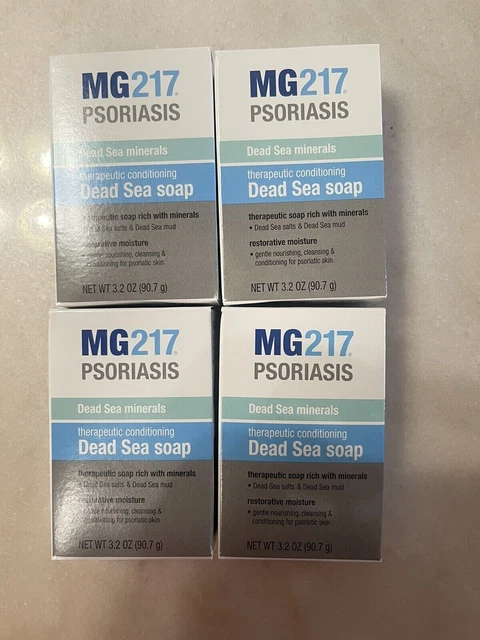 MG217
PSORIASIS
Dead Sea minerals
therapeutic conditioning
Dead Sea soap
therapeutic soap rich with minerals
Dead Sea salts & Dead Sea mud
restorative moisture
nourishing, cleansing &
conditioning for psoriatic skin
NET WT 3.2 OZ (90.7 g)
MG217
PSORIASIS
Dead Sea minerals
therapeutic conditioning
Dead Sea soap
therapeutic soap rich with minerals
• Dead Sea salts & Dead Sea mud
restorative moisture
• gentle nourishing, cleansing &
conditioning for psoriatic skin
NET WT 3.2 OZ (90.7 g)
MG217
PSORIASIS
Dead Sea minerals
therapeutic conditioning
Dead Sea soap
therapeutic soap rich with minerals
• Dead Sea salts & Dead Sea mud
restorative moisture
nourishing, cleansing &
conditioning for psoriatic skin
NET WT 3.2 OZ (90.7 g)
MG217
PSORIASIS
Dead Sea minerals
therapeutic conditioning
Dead Sea soap
therapeutic soap rich with minerals
• Dead Sea salts & Dead Sea mud
restorative moisture
• gentle nourishing, cleansing &
conditioning for psoriatic skin
NET WT 3.2 OZ (90.7 g)